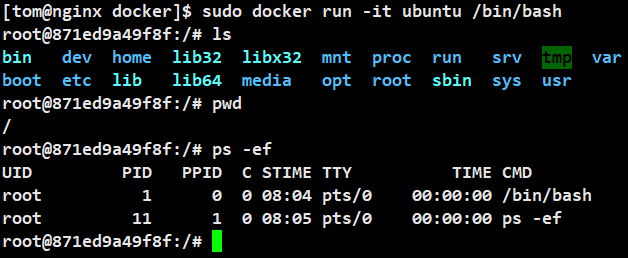 [tom@nginx docker]$ sudo docker run -it ubuntu /bin/bash
root@871ed9a49f8f:/# ls
bin   dev  home  lib32  libx32  mnt  proc  run   srv  tmp  var
boot  etc  lib   lib64  media   opt  root  sbin  sys  usr
root@871ed9a49f8f:/# pwd
/
root@871ed9a49f8f:/# ps -ef
UID        PID  PPID  C STIME TTY          TIME CMD
root         1     0  0 08:04 pts/0    00:00:00 /bin/bash
root        11     1  0 08:05 pts/0    00:00:00 ps -ef
root@871ed9a49f8f:/#